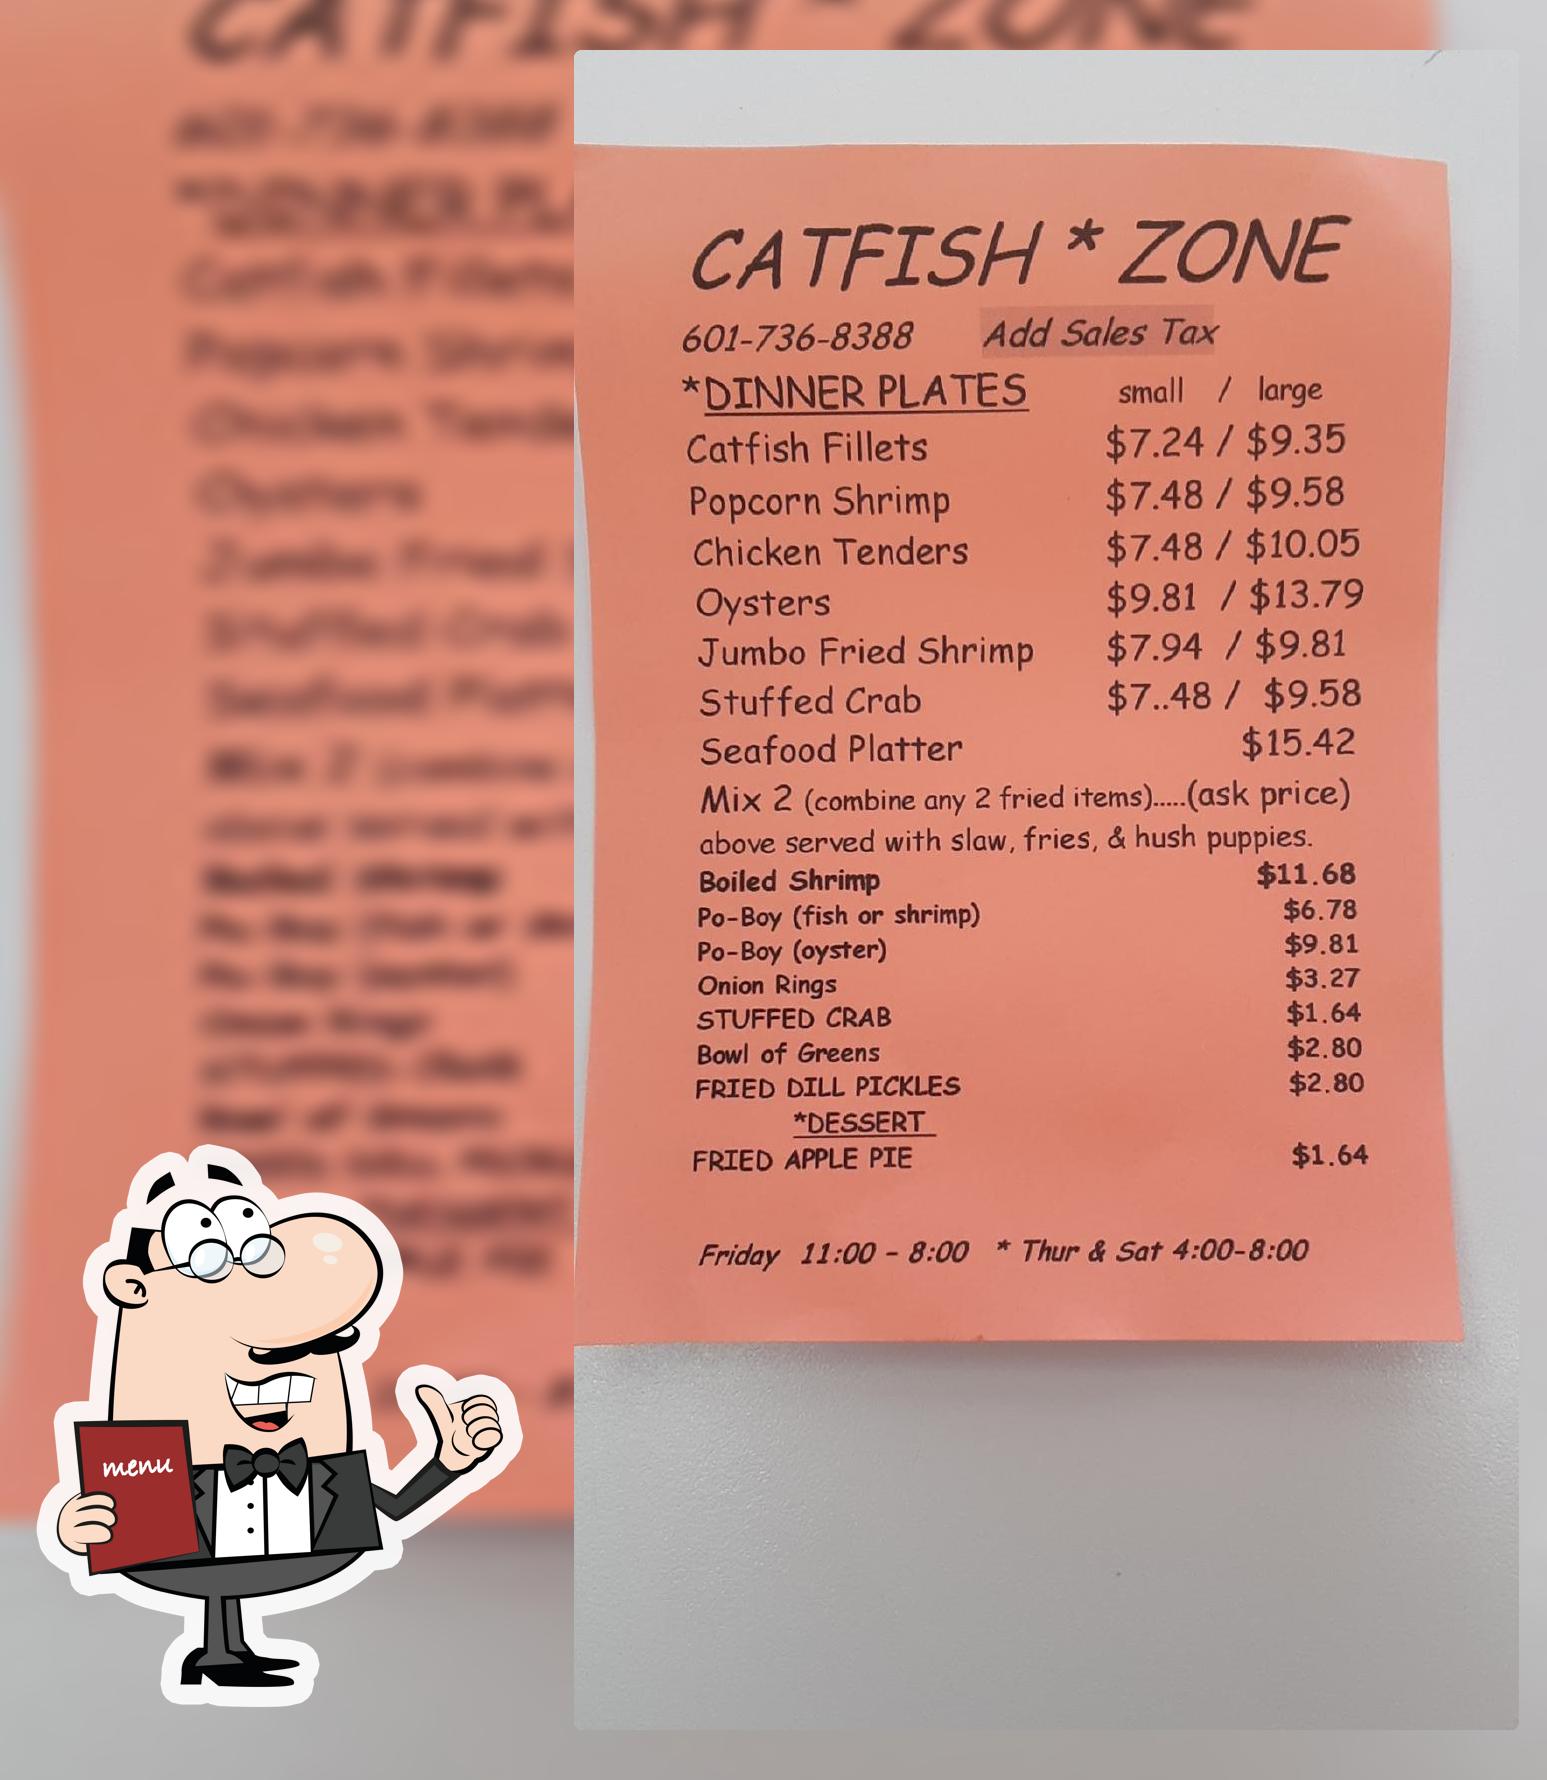 CATFISH * ZONE
601-736-8388 Add Sales Tax
*DINNER PLATES small / large
Catfish Fillets $7.24 / $9.35
Popcorn Shrimp $7.48 / $9.58
Chicken Tenders $7.48 / $10.05
Oysters $9.81 / $13.79
Jumbo Fried Shrimp $7.94 / $9.81
Stuffed Crab $7..48 / $9.58
Seafood Platter $15.42
Mix 2 (combine any 2 fried items).....(ask price)
above served with slaw, fries, & hush puppies.
Boiled Shrimp $11.68
Po-Boy (fish or shrimp) $6.78
Po-Boy (oyster) $9.81
Onion Rings $3.27
STUFFED CRAB $1.64
Bowl of Greens $2.80
FRIED DILL PICKLES $2.80
*DESSERT
FRIED APPLE PIE $1.64
Friday 11:00 - 8:00 * Thur & Sat 4:00-8:00
menu